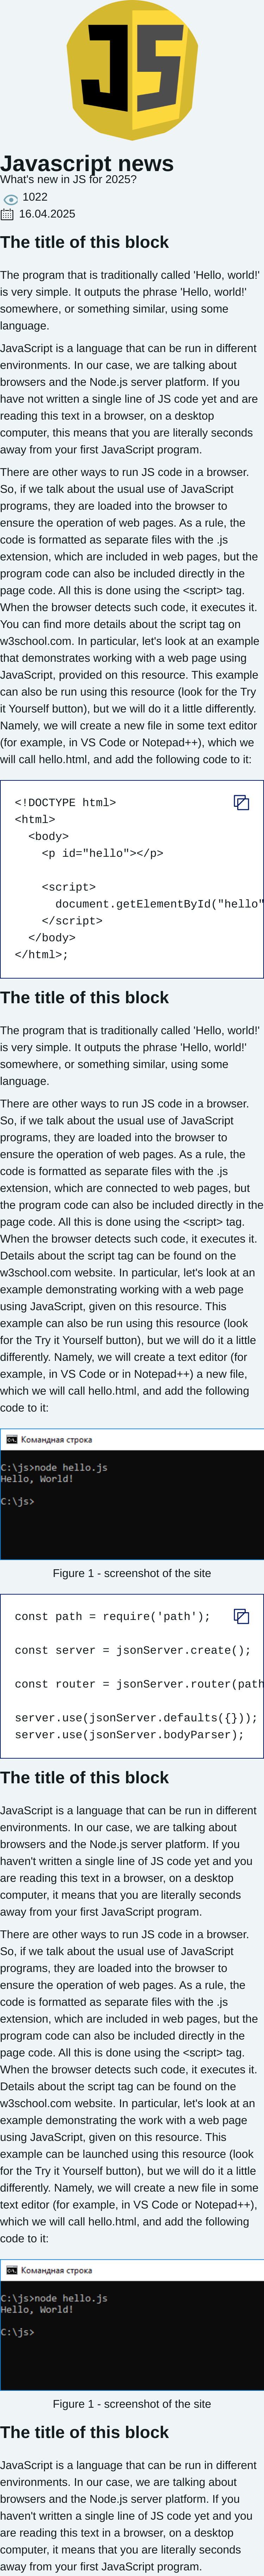 JS
Javascript news
What's new in JS for 2025?
1022
16.04.2025
The title of this block
The program that is traditionally called 'Hello, world!'
is very simple. It outputs the phrase 'Hello, world!'
somewhere, or something similar, using some
language.
JavaScript is a language that can be run in different
environments. In our case, we are talking about
browsers and the Node.js server platform. If you
have not written a single line of JS code yet and are
reading this text in a browser, on a desktop
computer, this means that you are literally seconds
away from your first JavaScript program.
There are other ways to run JS code in a browser.
So, if we talk about the usual use of JavaScript
programs, they are loaded into the browser to
ensure the operation of web pages. As a rule, the
code is formatted as separate files with the .js
extension, which are included in web pages, but the
program code can also be included directly in the
page code. All this is done using the <script> tag.
When the browser detects such code, it executes it.
You can find more details about the script tag on
w3school.com. In particular, let's look at an example
that demonstrates working with a web page using
JavaScript, provided on this resource. This example
can also be run using this resource (look for the Try
it Yourself button), but we will do it a little differently.
Namely, we will create a new file in some text editor
(for example, in VS Code or Notepad++), which we
will call hello.html, and add the following code to it:
<!DOCTYPE html>
<html>
<body>
<p id="hello"></p>
<script>
document.getElementById("hello"
</script>
</body>
</html>;
The title of this block
The program that is traditionally called 'Hello, world!'
is very simple. It outputs the phrase 'Hello, world!'
somewhere, or something similar, using some
language.
There are other ways to run JS code in a browser.
So, if we talk about the usual use of JavaScript
programs, they are loaded into the browser to
ensure the operation of web pages. As a rule, the
code is formatted as separate files with the .js
extension, which are connected to web pages, but
the program code can also be included directly in the
page code. All this is done using the <script> tag.
When the browser detects such code, it executes it.
Details about the script tag can be found on the
w3school.com website. In particular, let's look at an
example demonstrating working with a web page
using JavaScript, given on this resource. This
example can also be run using this resource (look
for the Try it Yourself button), but we will do it a little
differently. Namely, we will create a text editor (for
example, in VS Code or in Notepad++) a new file,
which we will call hello.html, and add the following
code to it:
Командная строка
C:\js>node hello.js
Hello, World!
C:\js>
Figure 1 - screenshot of the site
const path = require('path');
const server = jsonServer.create();
const router = jsonServer.router(path
server.use(jsonServer.defaults({}));
server.use(jsonServer.bodyParser);
The title of this block
JavaScript is a language that can be run in different
environments. In our case, we are talking about
browsers and the Node.js server platform. If you
haven't written a single line of JS code yet and you
are reading this text in a browser, on a desktop
computer, it means that you are literally seconds
away from your first JavaScript program.
There are other ways to run JS code in a browser.
So, if we talk about the usual use of JavaScript
programs, they are loaded into the browser to
ensure the operation of web pages. As a rule, the
code is formatted as separate files with the .js
extension, which are included in web pages, but the
program code can also be included directly in the
page code. All this is done using the <script> tag.
When the browser detects such code, it executes it.
Details about the script tag can be found on the
w3school.com website. In particular, let's look at an
example demonstrating the work with a web page
using JavaScript, given on this resource. This
example can be launched using this resource (look
for the Try it Yourself button), but we will do it a little
differently. Namely, we will create a new file in some
text editor (for example, in VS Code or Notepad++),
which we will call hello.html, and add the following
code to it:
Командная строка
C:\js>node hello.js
Hello, World!
C:\js>
Figure 1 - screenshot of the site
The title of this block
JavaScript is a language that can be run in different
environments. In our case, we are talking about
browsers and the Node.js server platform. If you
haven't written a single line of JS code yet and you
are reading this text in a browser, on a desktop
computer, it means that you are literally seconds
away from your first JavaScript program.